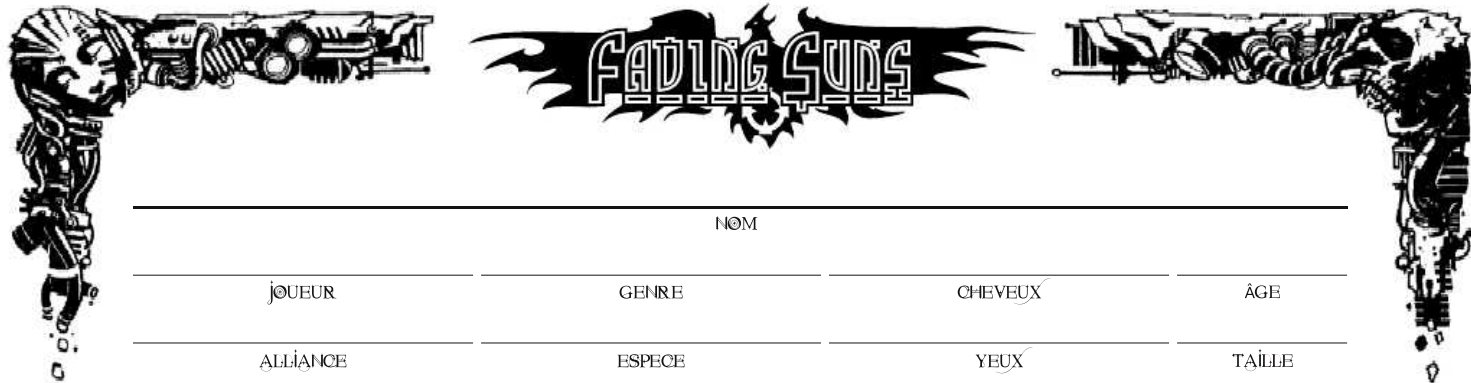 FADING SUNS
NOM
JOUEUR GENRE CHEVEUX ÂGE
ALLIANCE ESPECE YEUX TAILLE